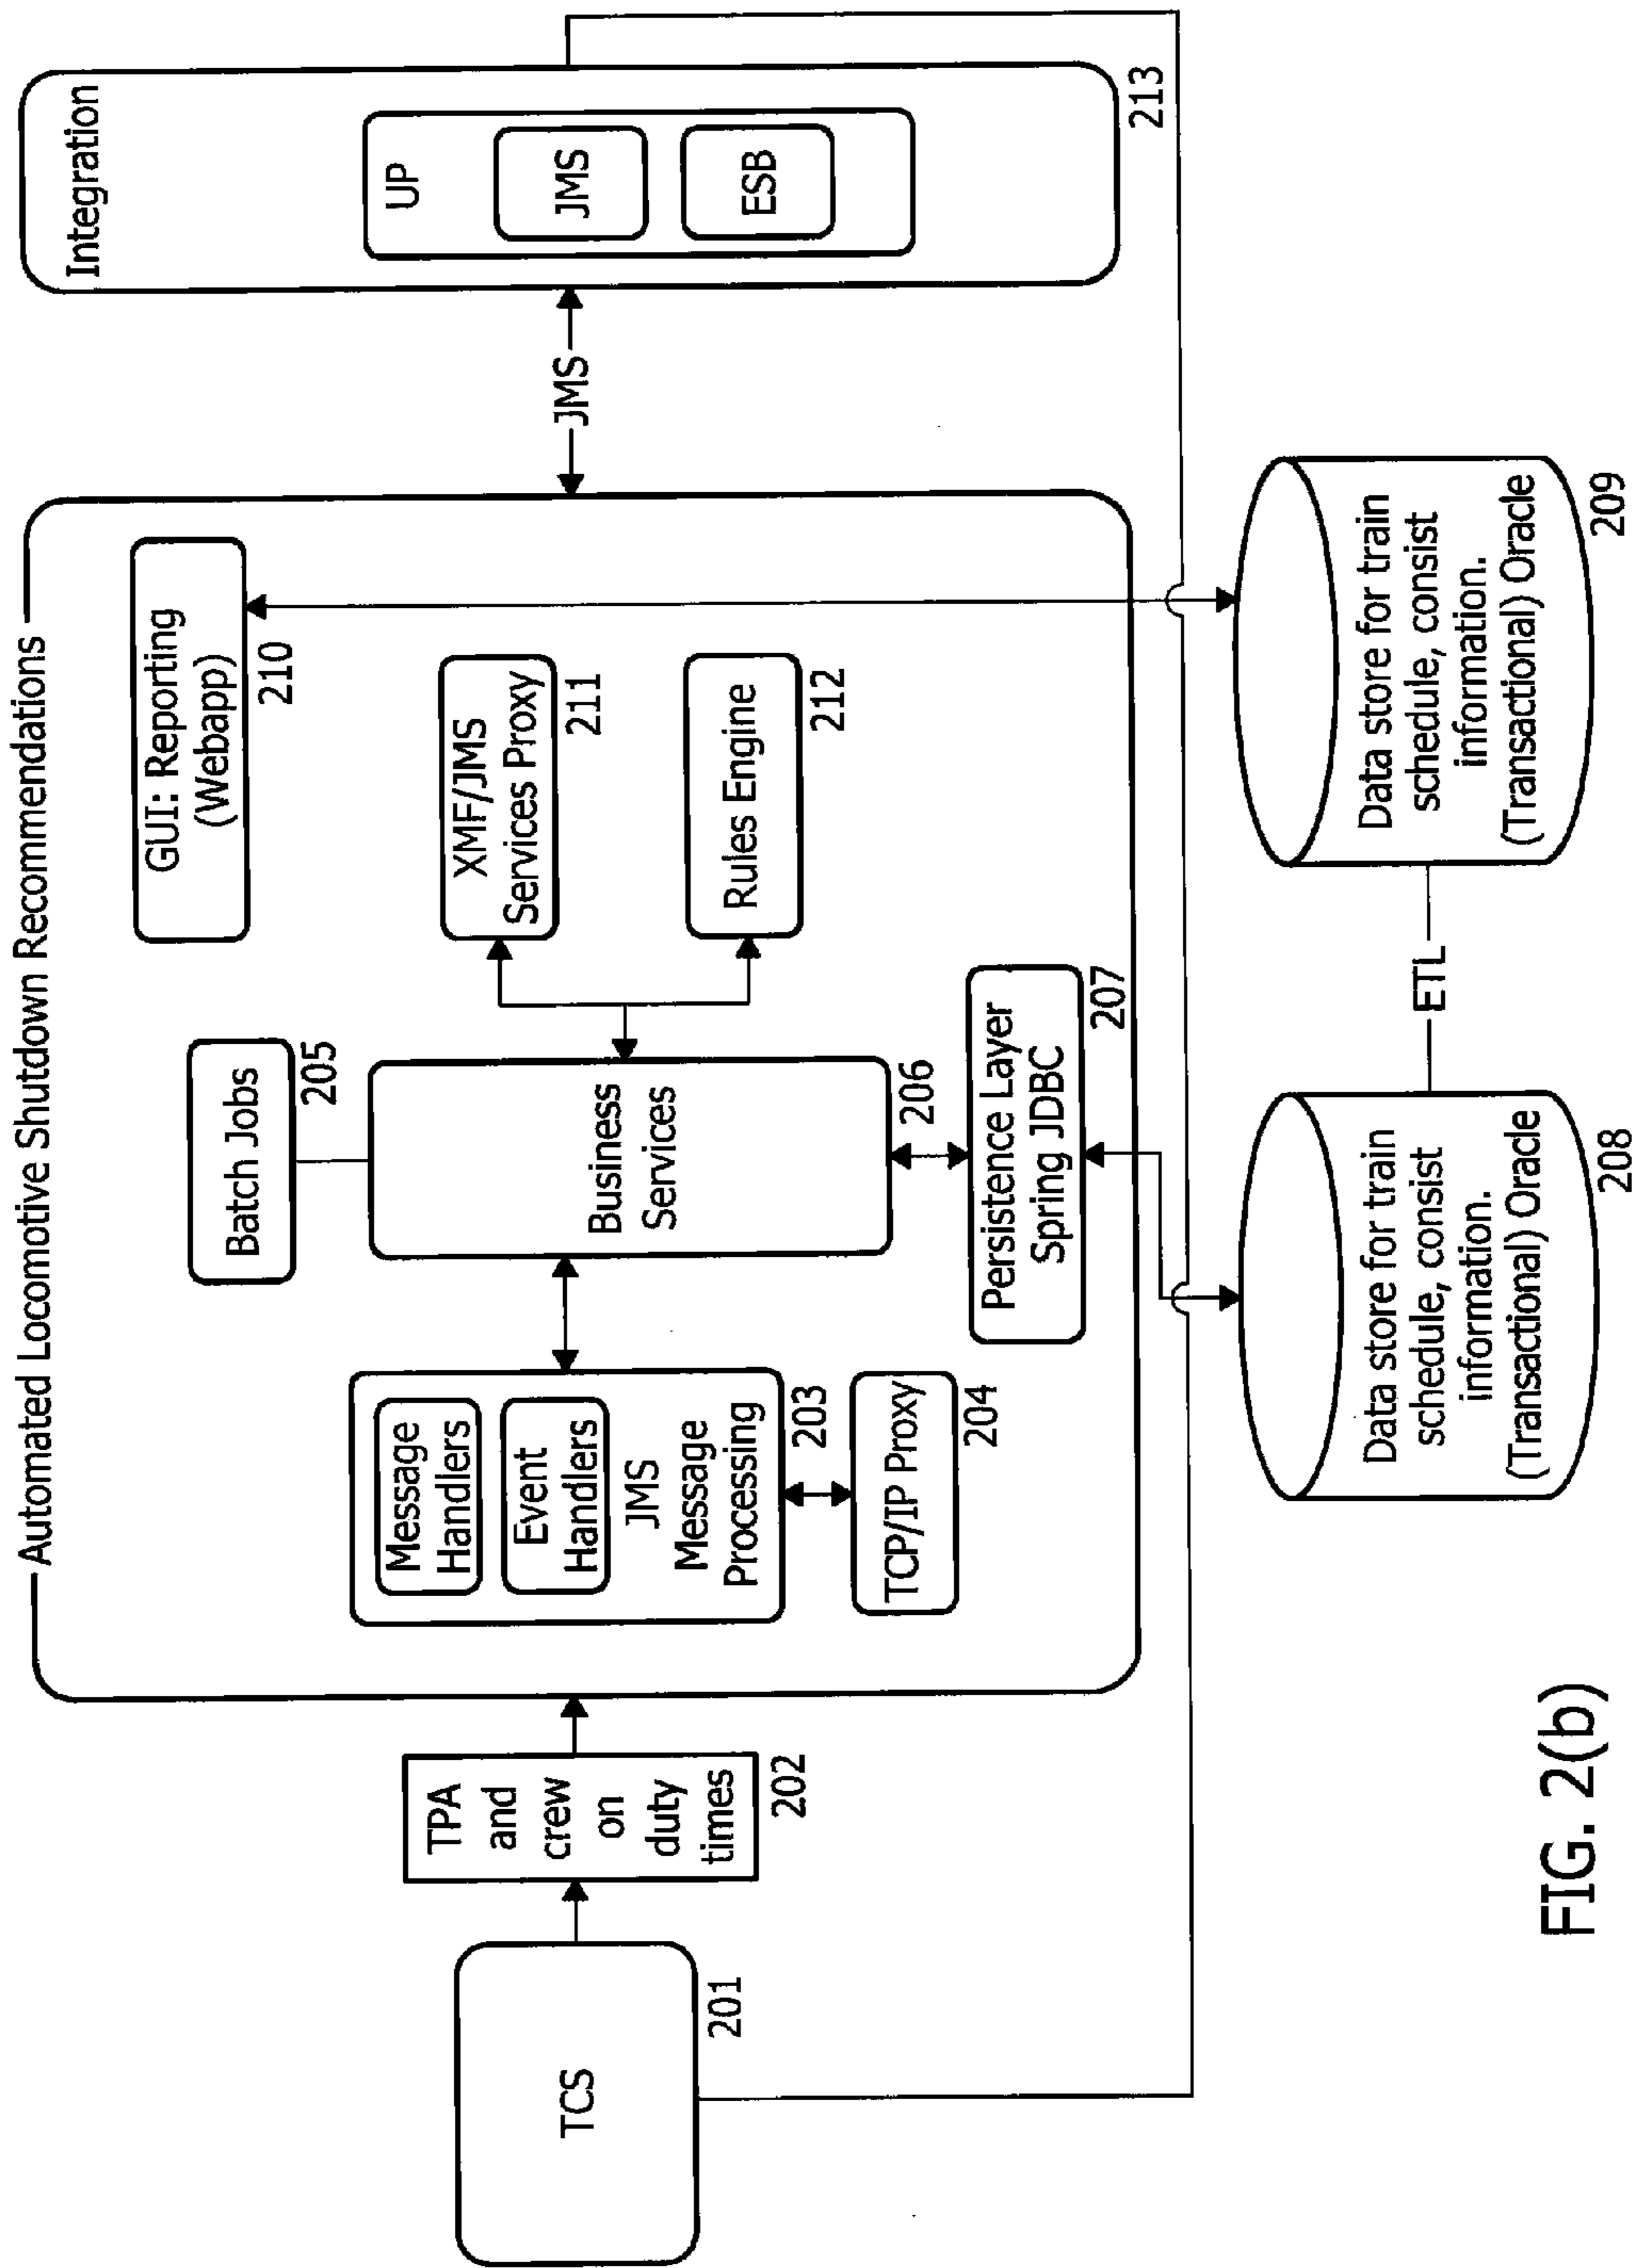 Automated Locomotive Shutdown Recommendations
TCS
201
TPA
and
crew
on
duty
times
202
Message
Handlers
Event
Handlers
JMS
Message
Processing
203
TCP/IP Proxy
204
Batch Jobs
205
Business
Services
206
Persistence Layer
Spring JDBC
207
GUI: Reporting
(Webapp)
210
XMF/JMS
Services Proxy
211
Rules Engine
212
JMS
Integration
UP
JMS
ESB
213
Data store for train
schedule, consist
information.
(Transactional) Oracle
208
ETL
Data store for train
schedule, consist
information.
(Transactional) Oracle
209
FIG. 2(b)